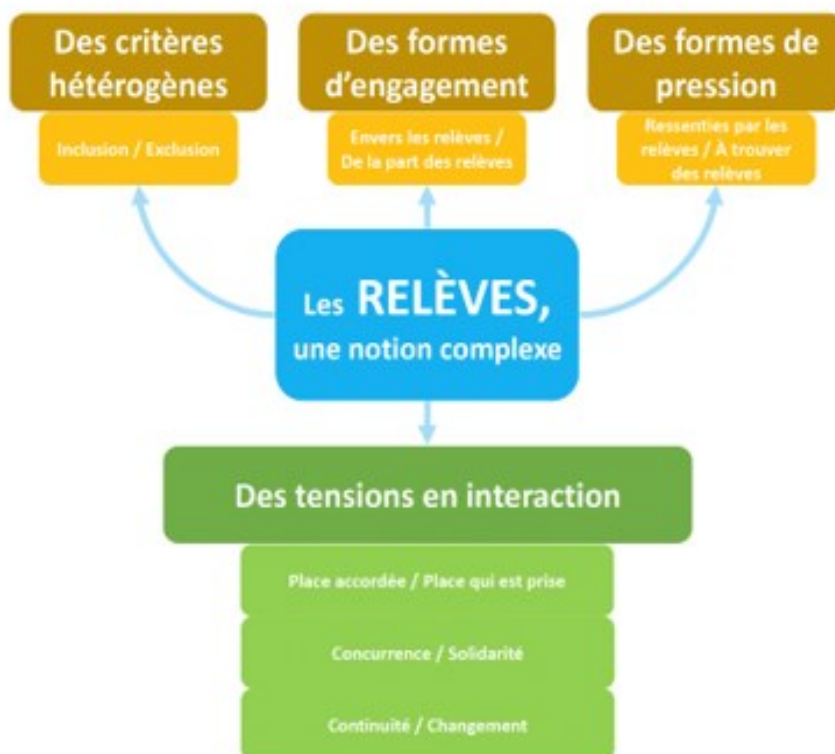 Des critères
hétérogènes
Inclusion / Exclusion
Des formes
d'engagement
Envers les relèves /
De la part des relèves
Des formes de
pression
Ressenties par les
relèves / À trouver
des relèves
Les RELÈVES,
une notion complexe
Des tensions en interaction
Place accordée / Place qui est prise
Concurrence / Solidarité
Continuité / Changement